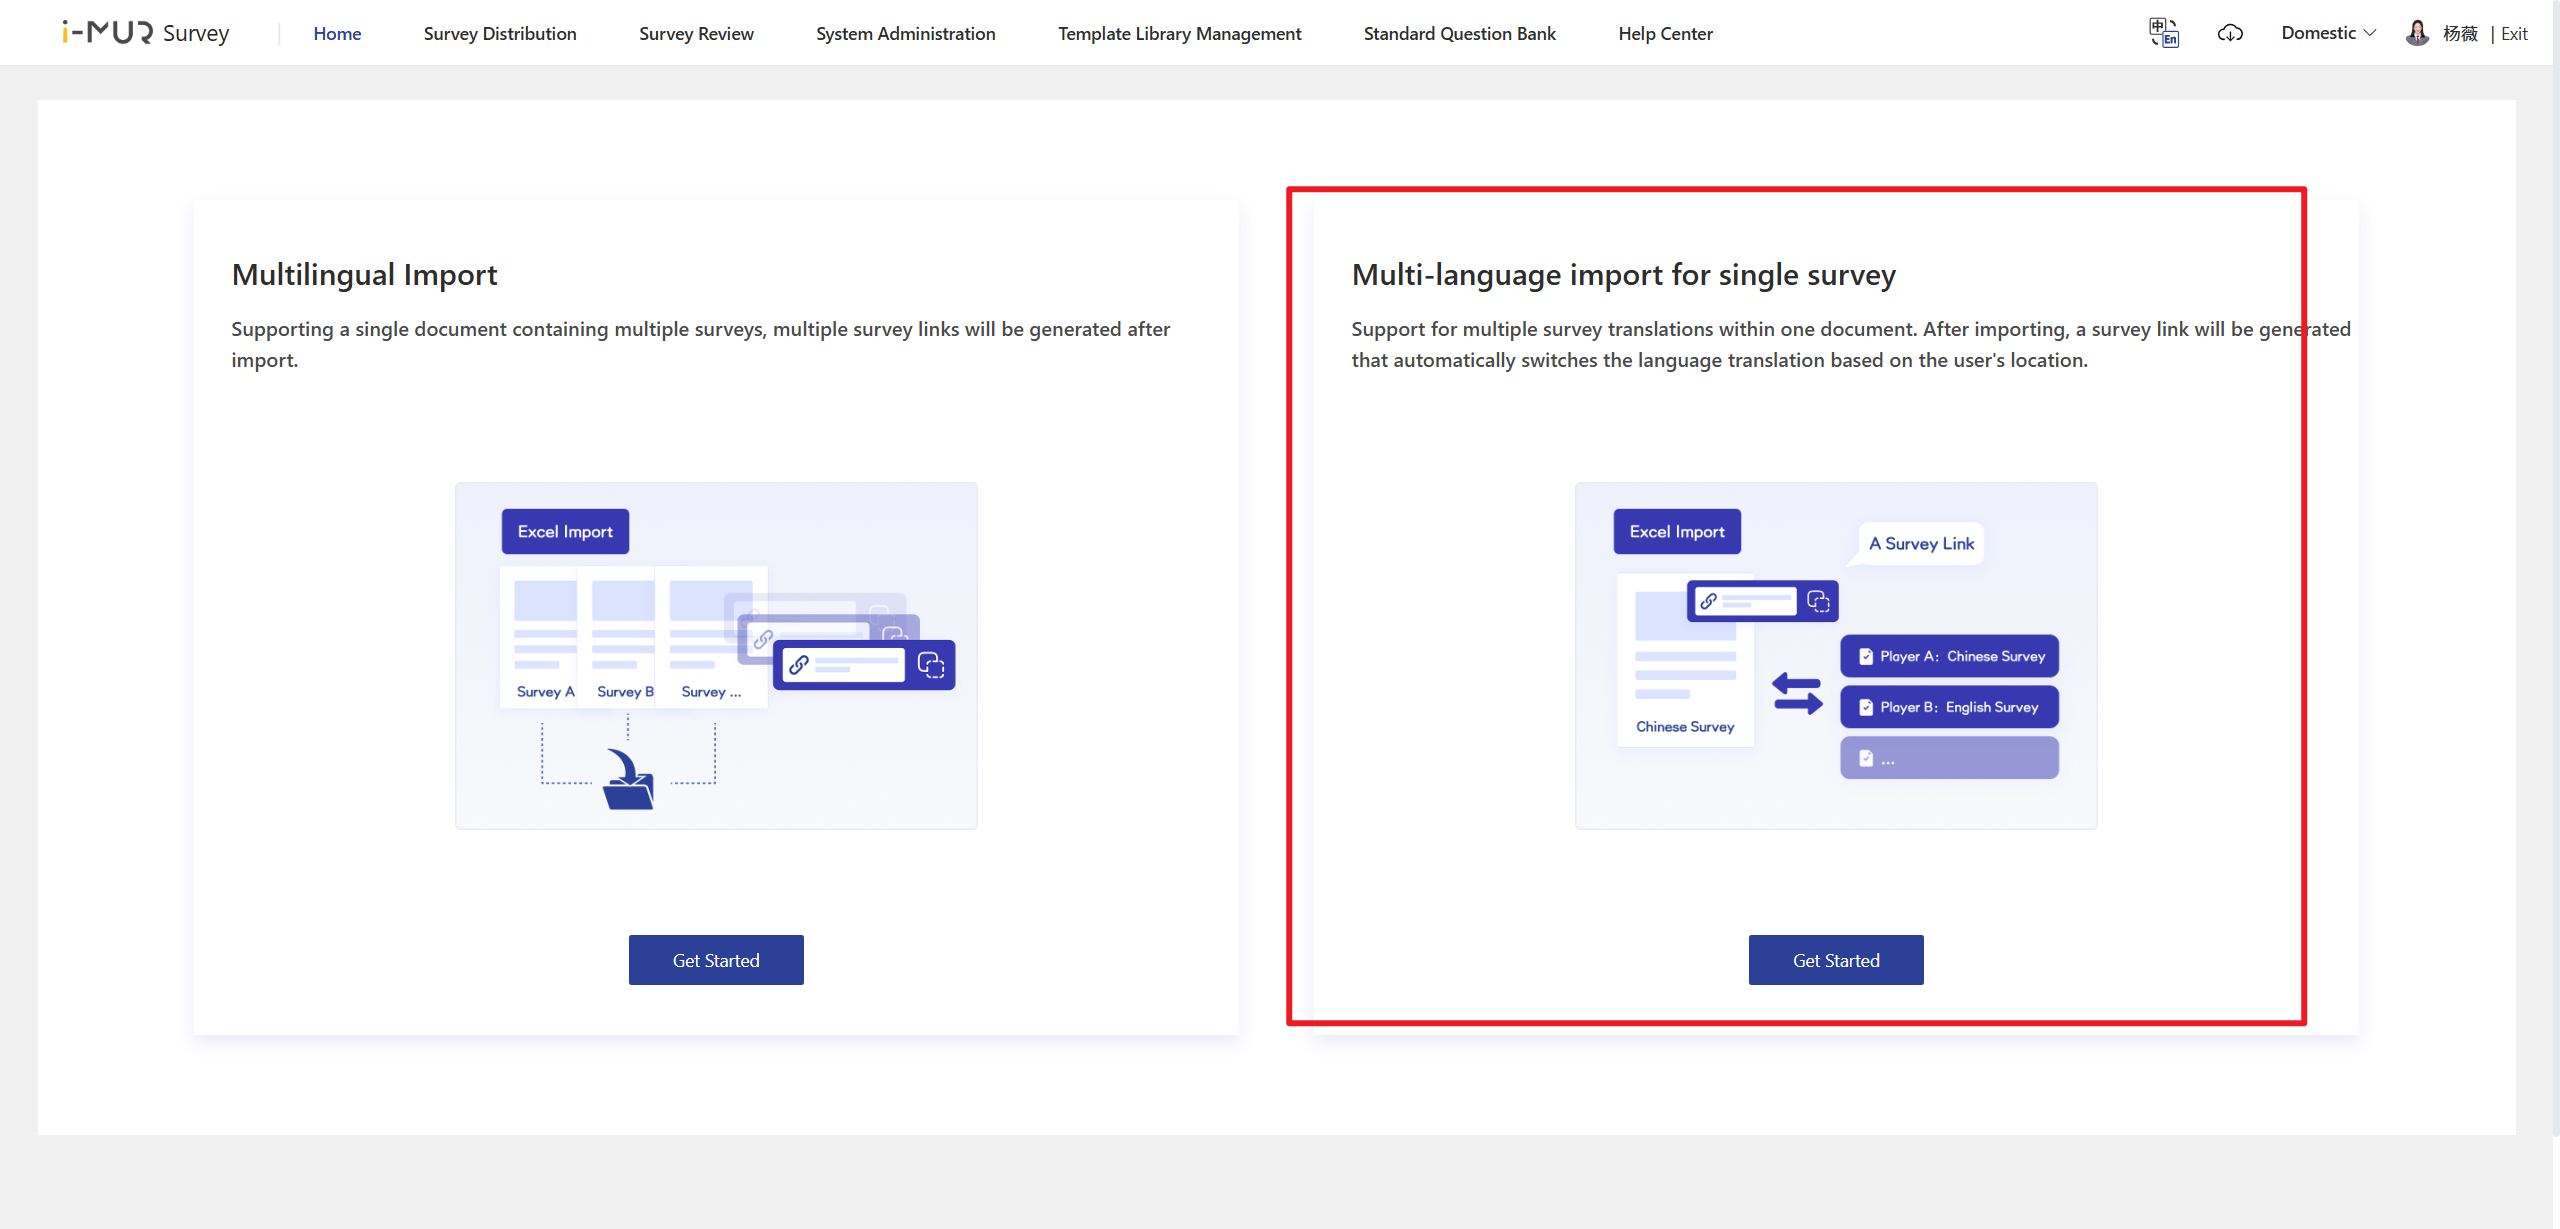 i-MUR Survey
Home
Survey Distribution
Survey Review
System Administration
Template Library Management
Standard Question Bank
Help Center
中
En
Domestic
杨薇 | Exit
Multilingual Import
Supporting a single document containing multiple surveys, multiple survey links will be generated after
import.
Excel Import
Survey A
Survey B
Survey ...
Get Started
Multi-language import for single survey
Support for multiple survey translations within one document. After importing, a survey link will be generated
that automatically switches the language translation based on the user's location.
Excel Import
A Survey Link
Chinese Survey
Player A: Chinese Survey
Player B: English Survey
...
Get Started